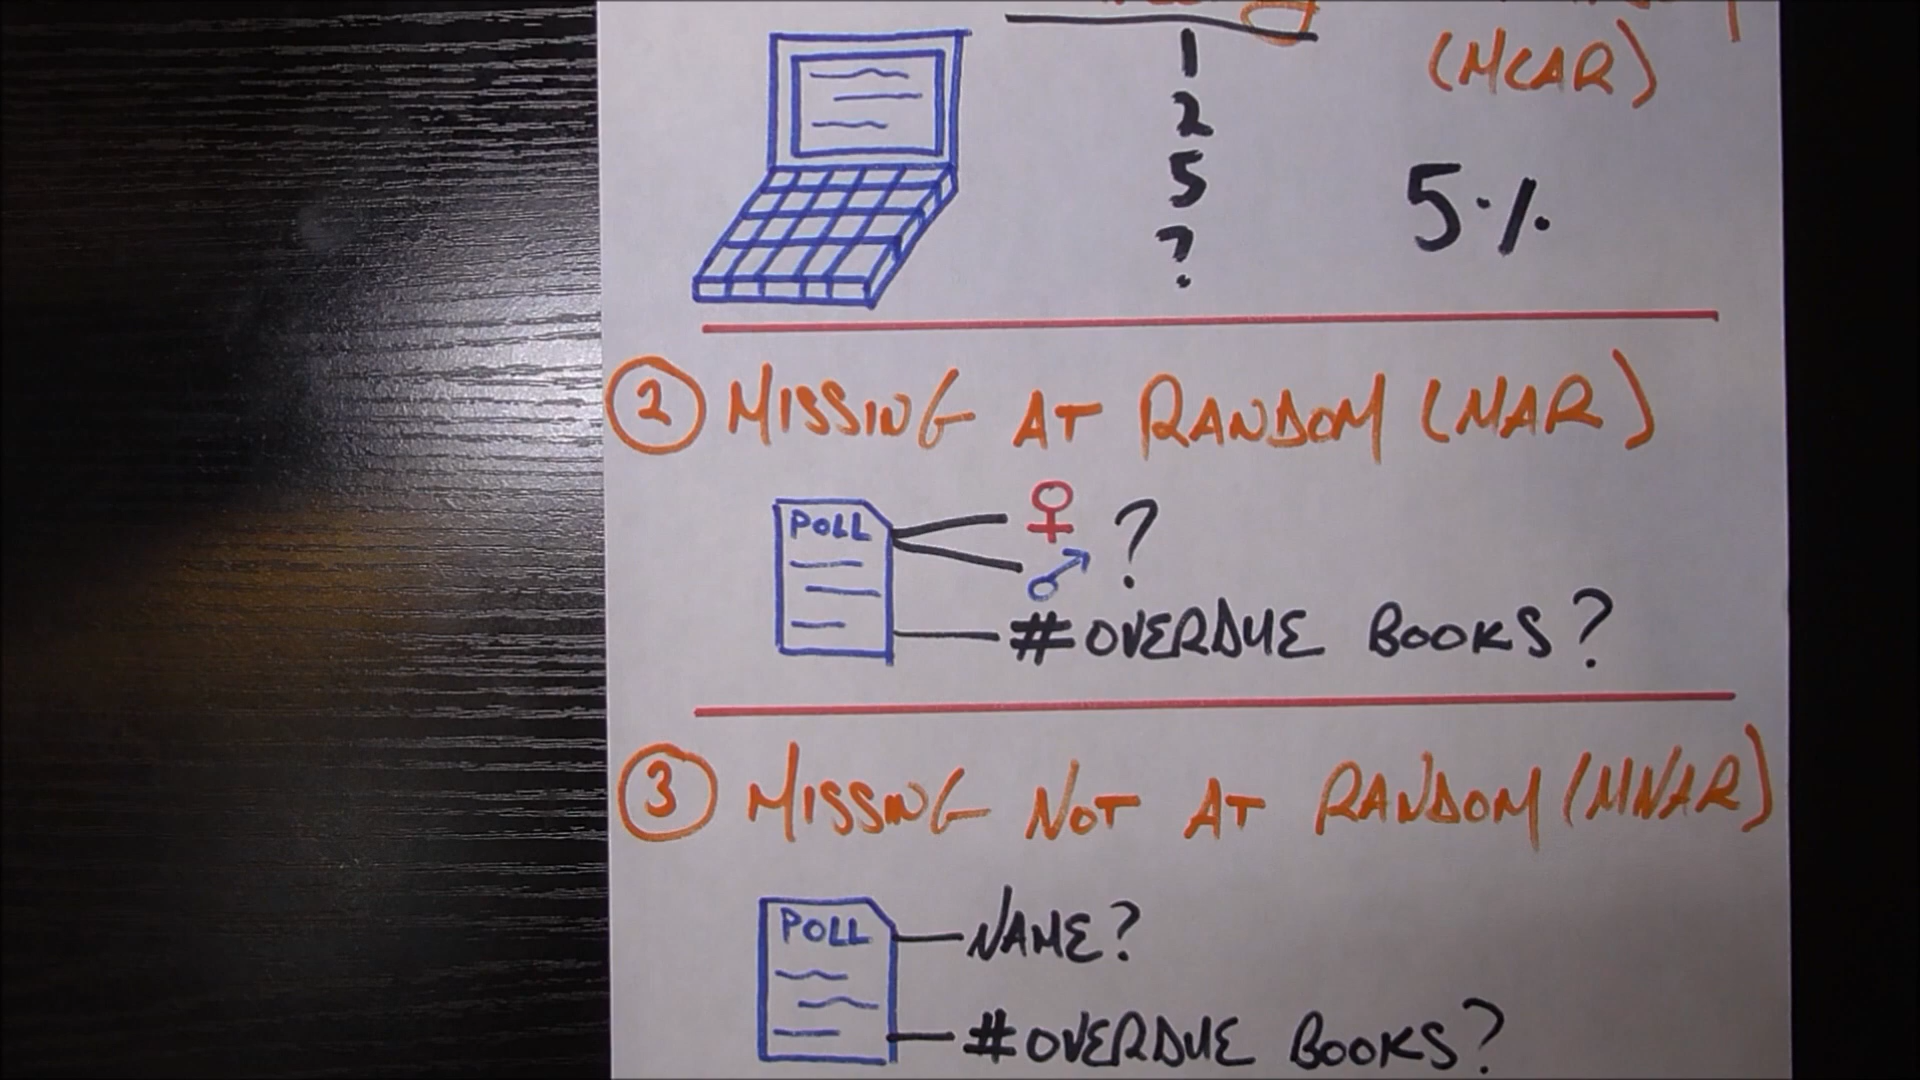 (MCAR)
1
2
5
?
5%
2 MISSING AT RANDOM (MAR)
POLL
♀
♂ ?
#OVERDUE BOOKS?
3 MISSING NOT AT RANDOM (MNAR)
POLL
NAME?
#OVERDUE BOOKS?